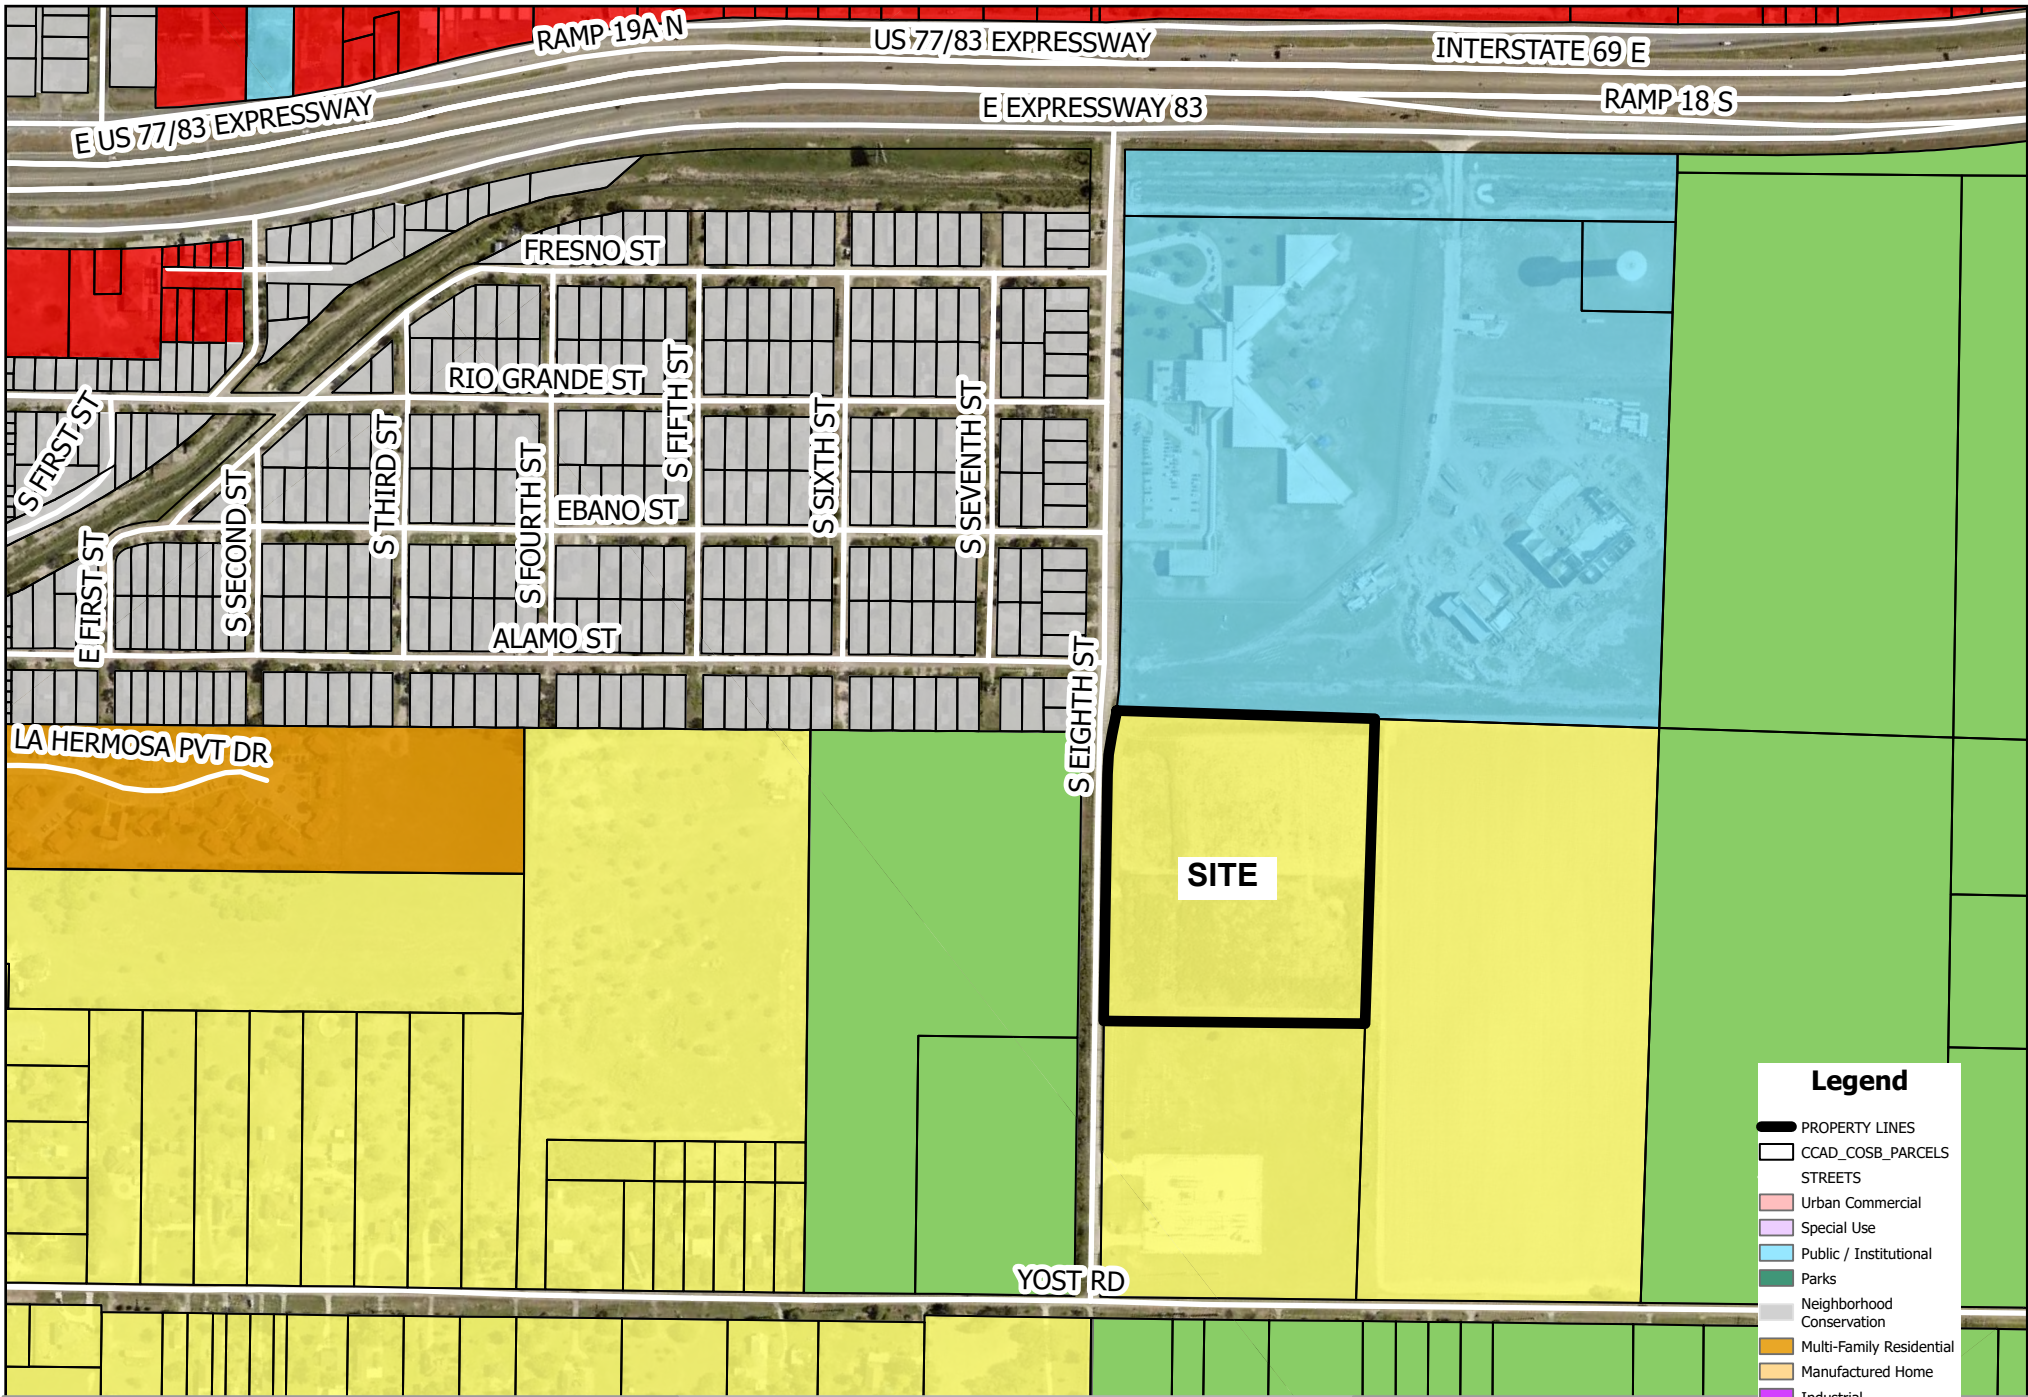 RAMP 19A N
US 77/83 EXPRESSWAY
INTERSTATE 69 E
E US 77/83 EXPRESSWAY
E EXPRESSWAY 83
RAMP 18 S
FRESNO ST
RIO GRANDE ST
S FIRST ST
S THIRD ST
S FIFTH ST
S SIXTH ST
S SEVENTH ST
S SECOND ST
S FOURTH ST
EBANO ST
E FIRST ST
ALAMO ST
S EIGHTH ST
LA HERMOSA PVT DR
SITE
YOST RD
Legend
PROPERTY LINES
CCAD_COSB_PARCELS
STREETS
Urban Commercial
Special Use
Public / Institutional
Parks
Neighborhood
Conservation
Multi-Family Residential
Manufactured Home
Industrial